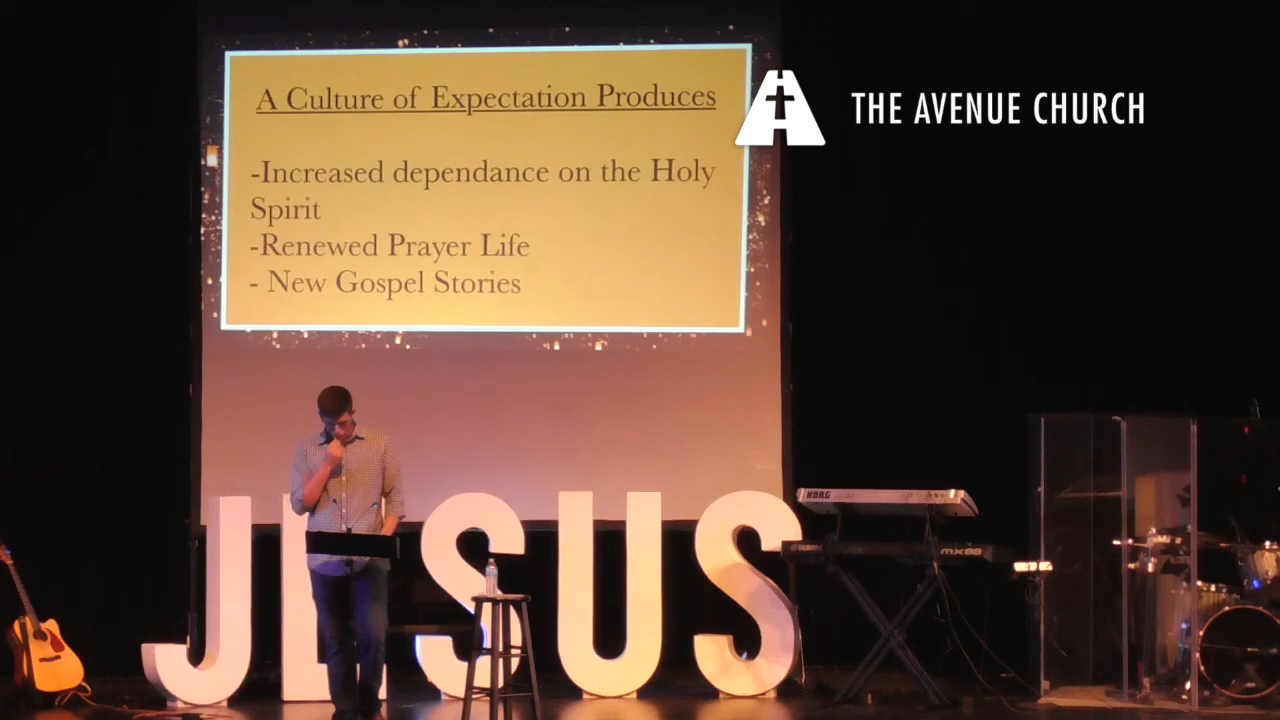 A Culture of Expectation Produces
-Increased dependance on the Holy
Spirit
-Renewed Prayer Life
- New Gospel Stories
THE AVENUE CHURCH
JESUS
KORG
MX88